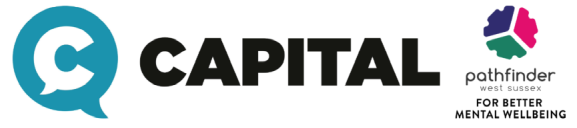 CAPITAL
pathfinder
west sussex
FOR BETTER
MENTAL WELLBEING